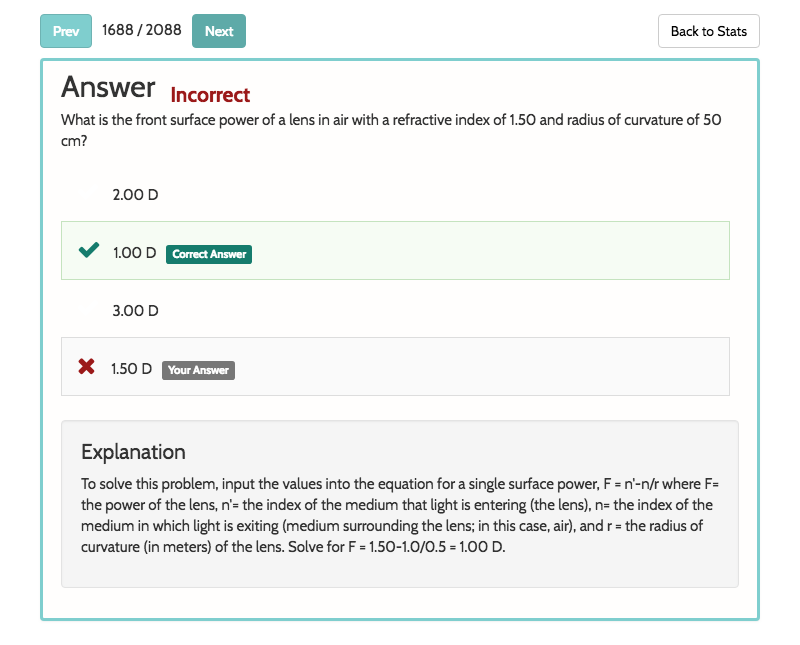 Prev 1688 / 2088 Next Back to Stats
Answer Incorrect
What is the front surface power of a lens in air with a refractive index of 1.50 and radius of curvature of 50
cm?
2.00 D
1.00 D Correct Answer
3.00 D
1.50 D Your Answer
Explanation
To solve this problem, input the values into the equation for a single surface power, F = n'-n/r where F=
the power of the lens, n'= the index of the medium that light is entering (the lens), n= the index of the
medium in which light is exiting (medium surrounding the lens; in this case, air), and r = the radius of
curvature (in meters) of the lens. Solve for F = 1.50-1.0/0.5 = 1.00 D.